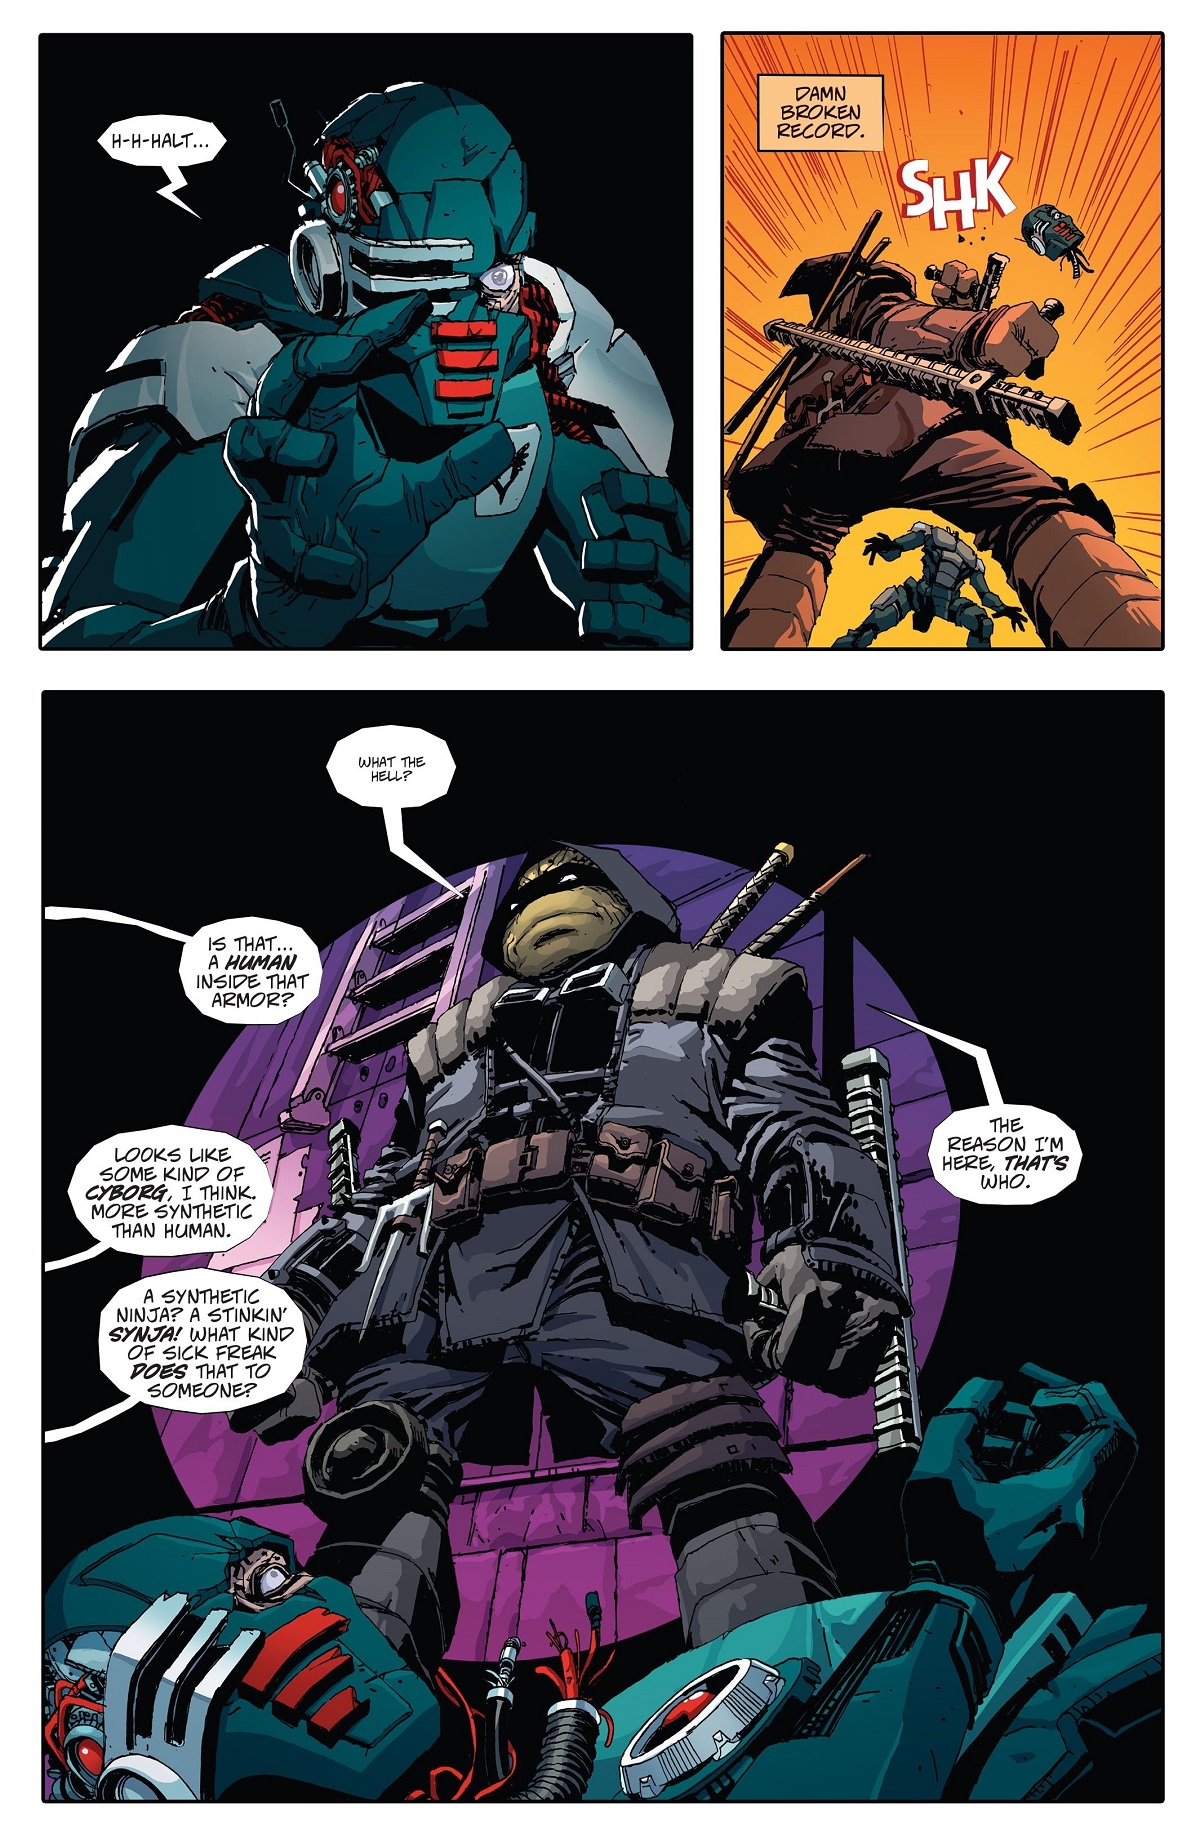 H-H-HALT...
DAMN
BROKEN
RECORD.
SHK
WHAT THE
HELL?
IS THAT...
A HUMAN
INSIDE THAT
ARMOR?
THE
REASON I'M
HERE, THAT'S
WHO.
LOOKS LIKE
SOME KIND OF
CYBORG, I THINK.
MORE SYNTHETIC
THAN HUMAN.
A SYNTHETIC
NINJA? A STINKIN'
SYNJA! WHAT KIND
OF SICK FREAK
DOES THAT TO
SOMEONE?